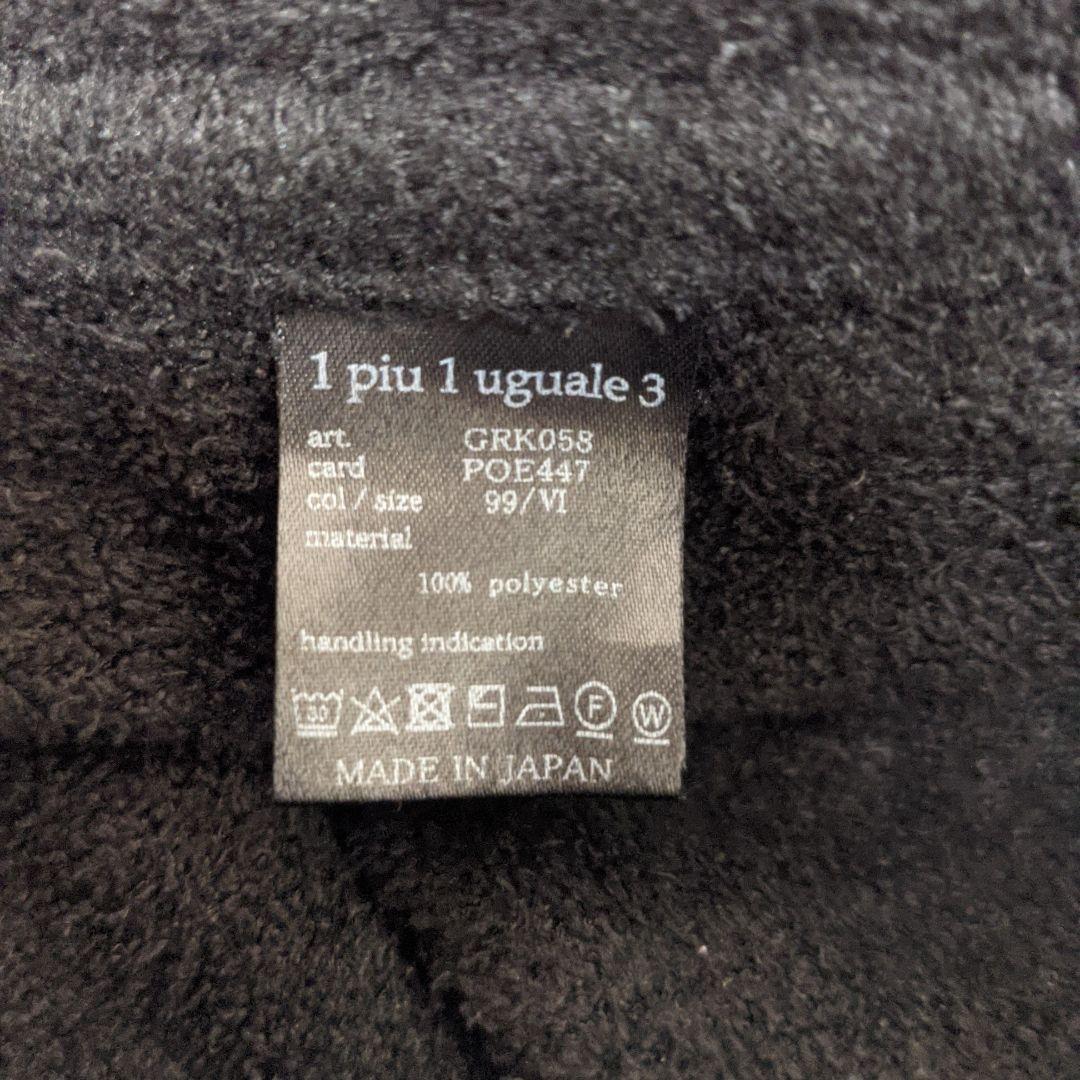 1 piu 1 uguale 3
art. GRK058
card POE447
col / size 99/VI
material
100% polyester
handling indication
30 F W
MADE IN JAPAN